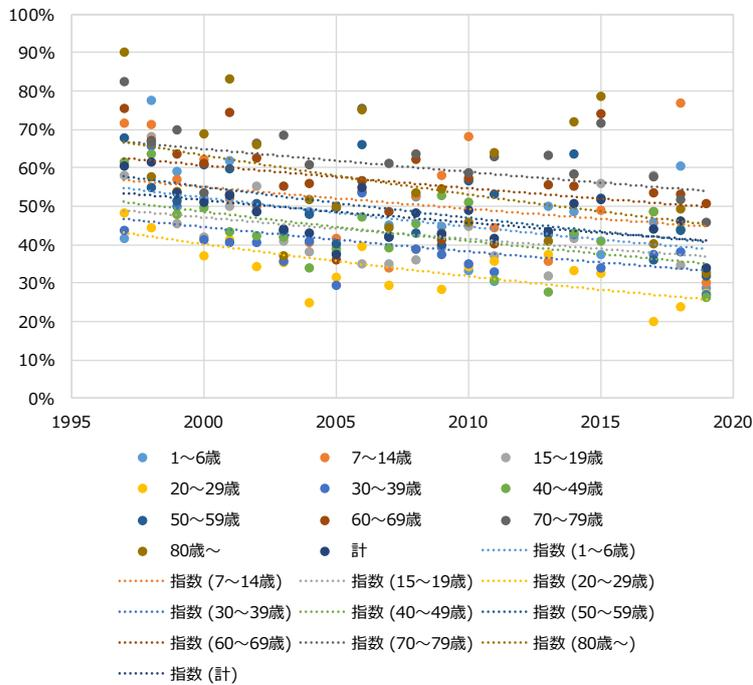 100%
90%
80%
70%
60%
50%
40%
30%
20%
10%
0%
1995 2000 2005 2010 2015 2020
1～6歳 7～14歳 15～19歳
20～29歳 30～39歳 40～49歳
50～59歳 60～69歳 70～79歳
80歳～ 計 指数 (1～6歳)
指数 (7～14歳) 指数 (15～19歳) 指数 (20～29歳)
指数 (30～39歳) 指数 (40～49歳) 指数 (50～59歳)
指数 (60～69歳) 指数 (70～79歳) 指数 (80歳～)
指数 (計)